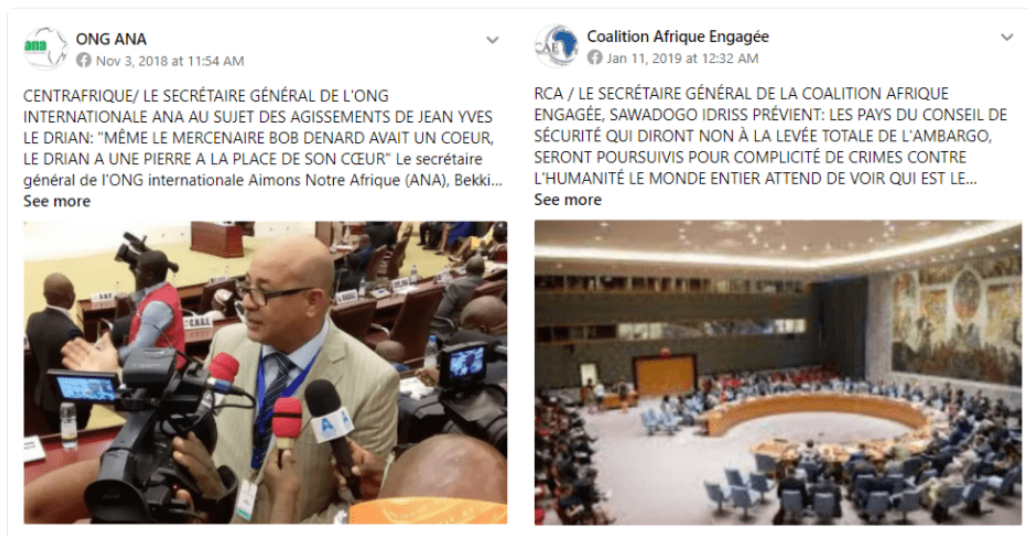 ana
ONG ANA
Nov 3, 2018 at 11:54 AM
CENTRAFRIQUE/ LE SECRÉTAIRE GÉNÉRAL DE L'ONG
INTERNATIONALE ANA AU SUJET DES AGISSEMENTS DE JEAN YVES
LE DRIAN: "MÊME LE MERCENAIRE BOB DENARD AVAIT UN COEUR,
LE DRIAN A UNE PIERRE A LA PLACE DE SON CŒUR" Le secrétaire
général de l'ONG internationale Aimons Notre Afrique (ANA), Bekki...
See more
A
CAE
Coalition Afrique Engagée
Jan 11, 2019 at 12:32 AM
RCA / LE SECRÉTAIRE GÉNÉRAL DE LA COALITION AFRIQUE
ENGAGÉE, SAWADOGO IDRISS PRÉVIENT: LES PAYS DU CONSEIL DE
SÉCURITÉ QUI DIRONT NON À LA LEVÉE TOTALE DE L'AMBARGO,
SERONT POURSUIVIS POUR COMPLICITÉ DE CRIMES CONTRE
L'HUMANITÉ LE MONDE ENTIER ATTEND DE VOIR QUI EST LE...
See more